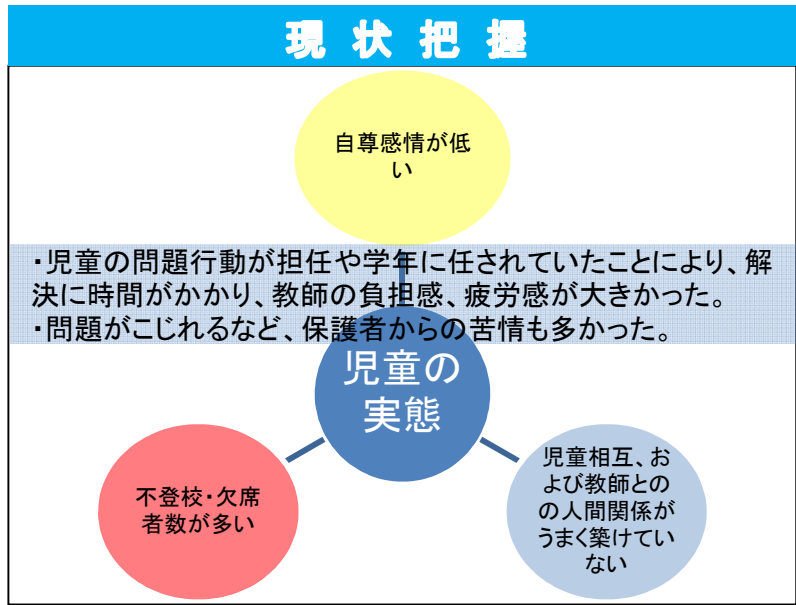 現状把握
自尊感情が低
い
・児童の問題行動が担任や学年に任されていたことにより、解
決に時間がかかり、教師の負担感、疲労感が大きかった。
・問題がこじれるなど、保護者からの苦情も多かった。
児童の
実態
不登校・欠席
者数が多い
児童相互、お
よび教師と の
の人間関係が
うまく築けてい
ない